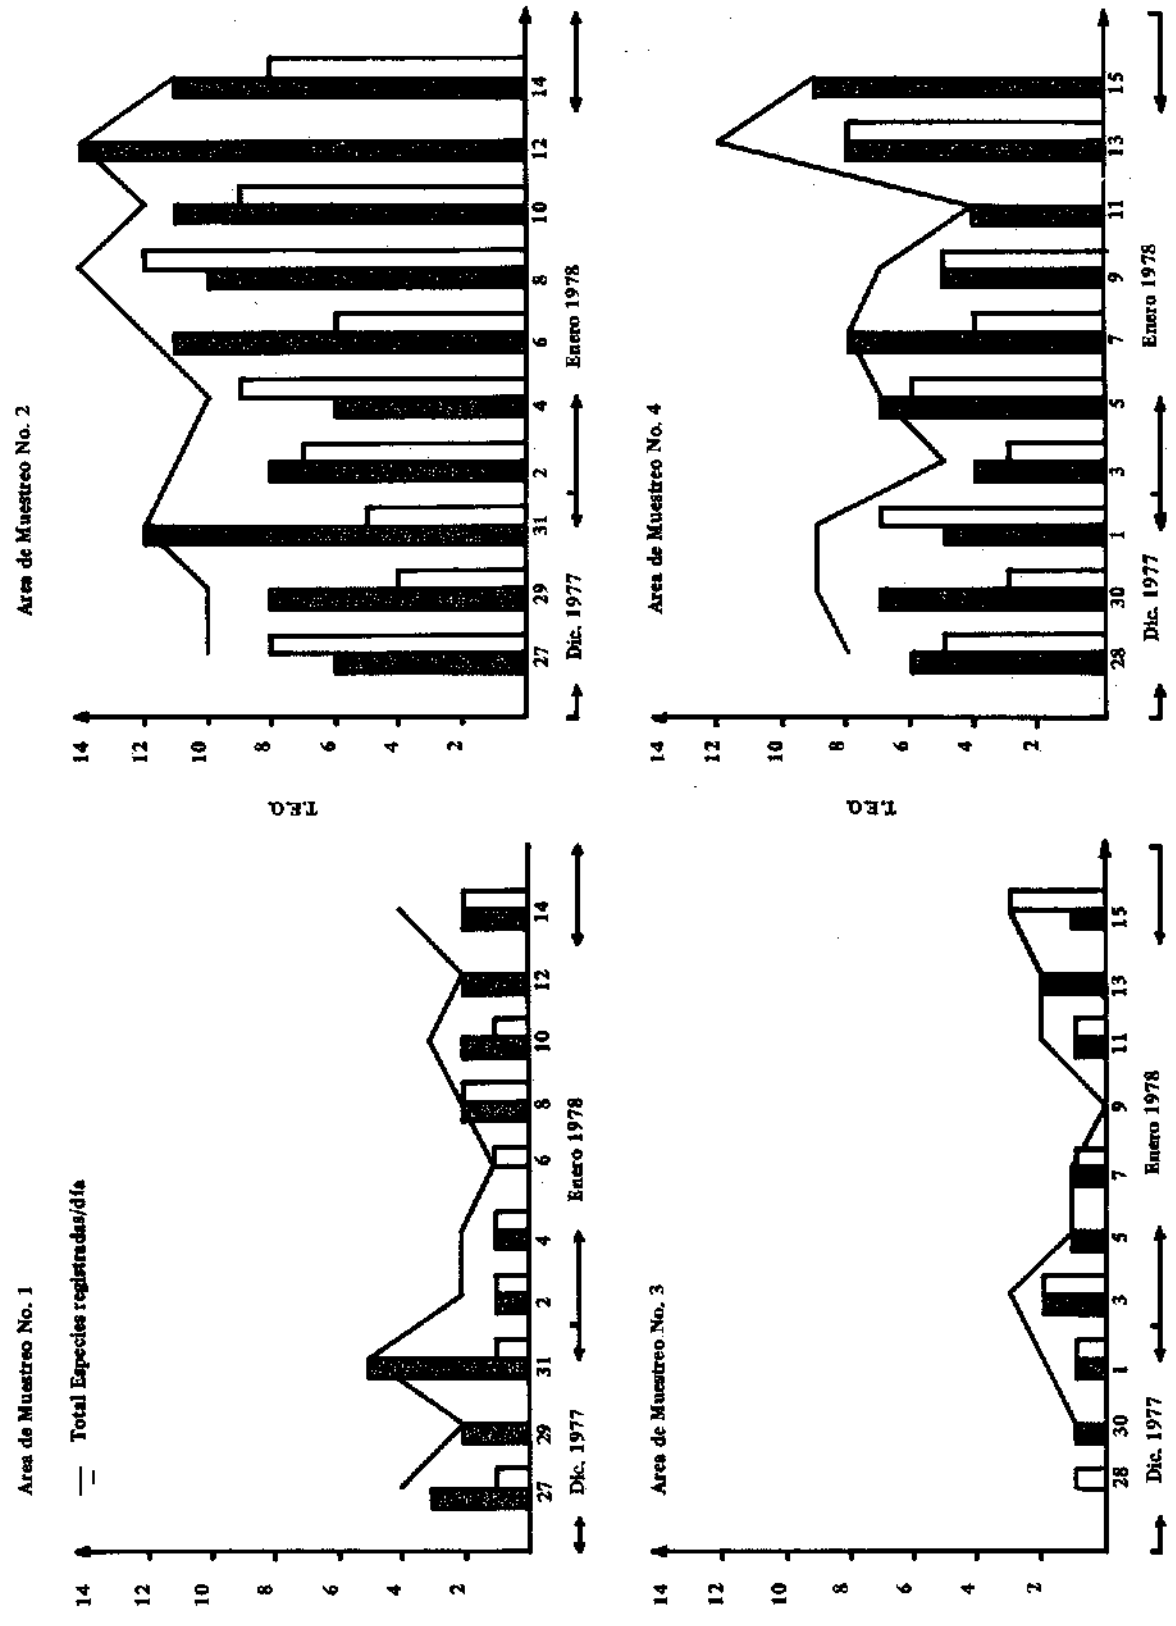 Area de Muestreo No. 1
— Total Especies registradas/día
14
12
10
8
6
4
2
27 29 31 2 4 6 8 10 12 14
Dic. 1977 Enero 1978
Area de Muestreo No. 2
T.F.O.
14
12
10
8
6
4
2
27 29 31 2 4 6 8 10 12 14
Dic. 1977 Enero 1978
Area de Muestreo No. 3
14
12
10
8
6
4
2
28 30 1 3 5 7 9 11 13 15
Dic. 1977 Enero 1978
Area de Muestreo No. 4
T.F.O.
14
12
10
8
6
4
2
28 30 1 3 5 7 9 11 13 15
Dic. 1977 Enero 1978